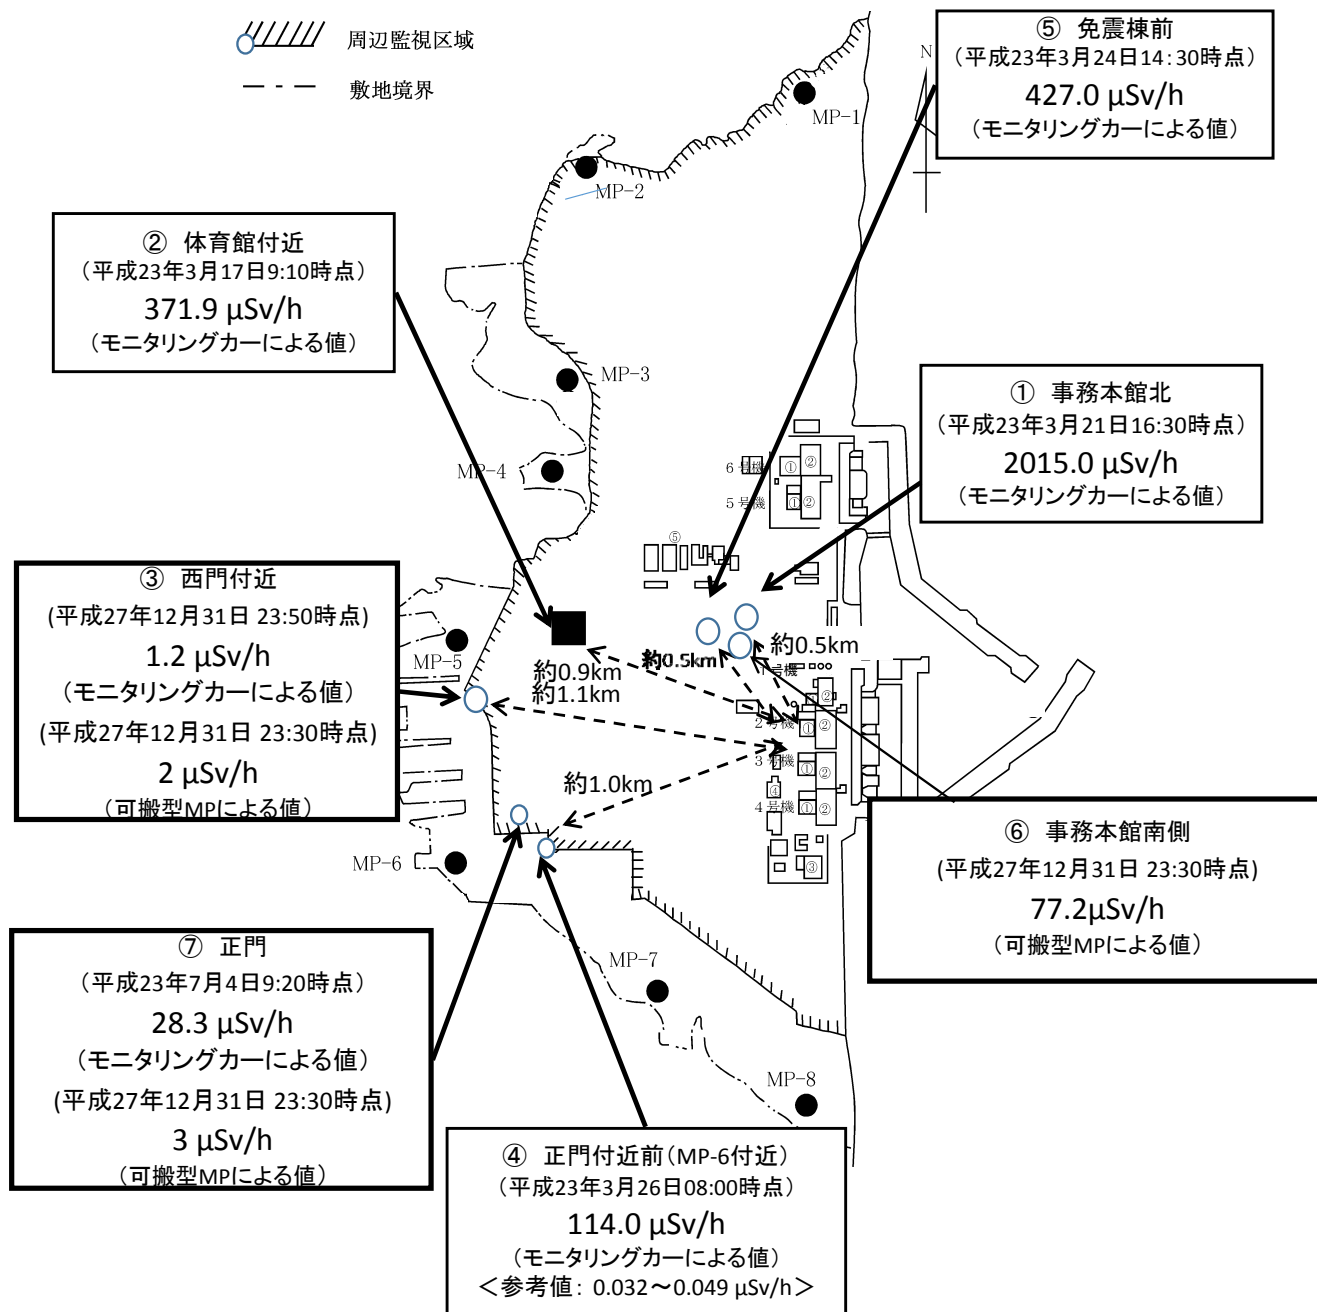 周辺監視区域
敷地境界
⑤ 免震棟前
（平成23年3月24日14：30時点）
427.0 μSv/h
（モニタリングカーによる値）
N
MP-1
MP-2
② 体育館付近
（平成23年3月17日9:10時点）
371.9 μSv/h
（モニタリングカーによる値）
MP-3
① 事務本館北
（平成23年3月21日16:30時点）
2015.0 μSv/h
（モニタリングカーによる値）
MP-4
6号機
①
②
5号機
①
②
⑤
③ 西門付近
(平成27年12月31日 23:50時点)
1.2 μSv/h
（モニタリングカーによる値）
(平成27年12月31日 23:30時点)
2 μSv/h
（可搬型MPによる値）
MP-5
約0.9km
約1.1km
約0.5km
約0.5km
1号機
②
2号機
①
②
3号機
①
②
④
4号機
①
②
③
約1.0km
MP-6
⑥ 事務本館南側
(平成27年12月31日 23:30時点)
77.2μSv/h
（可搬型MPによる値）
⑦ 正門
（平成23年7月4日9:20時点）
28.3 μSv/h
（モニタリングカーによる値）
(平成27年12月31日 23:30時点)
3 μSv/h
（可搬型MPによる値）
MP-7
MP-8
④ 正門付近前（MP-6付近）
（平成23年3月26日08:00時点）
114.0 μSv/h
（モニタリングカーによる値）
＜参考値：0.032～0.049 μSv/h＞